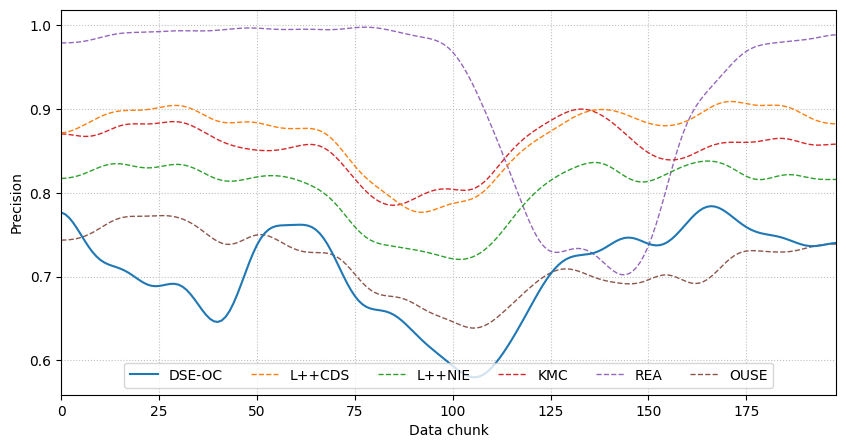 1.0
0.9
0.8
0.7
0.6
Precision
DSE-OC L++CDS L++NIE KMC REA OUSE
0 25 50 75 100 125 150 175
Data chunk